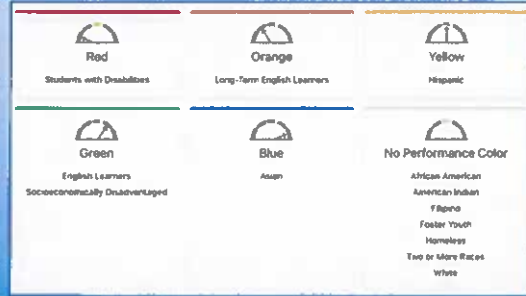 Red
Students with Disabilities
Orange
Long-Term English Learners
Yellow
Hispanic
Green
English Learners
Socioeconomically Disadvantaged
Blue
Asian
No Performance Color
African American
American Indian
Filipino
Foster Youth
Homeless
Two or More Races
White